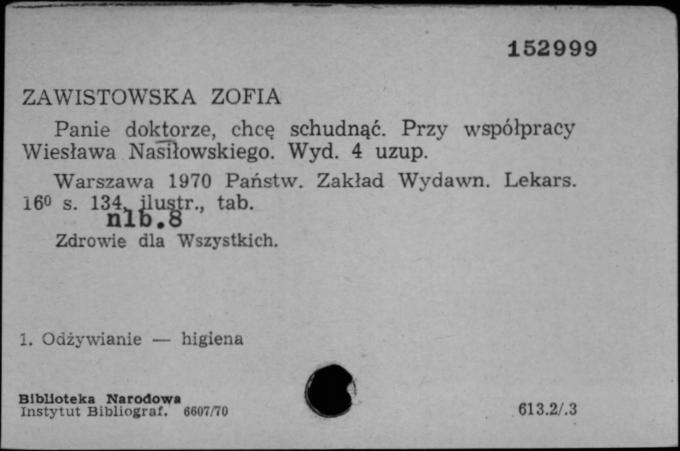 152999
ZAWISTOWSKA ZOFIA
Panie doktorze, chcę schudnąć. Przy współpracy
Wiesława Nasiłowskiego. Wyd. 4 uzup.
Warszawa 1970 Państw. Zakład Wydawn. Lekars.
16⁰ s. 134, ilustr., tab.
nlb.8
Zdrowie dla Wszystkich.
1. Odżywianie — higiena
Biblioteka Narodowa
Instytut Bibliograf. 6607/70
613.2/.3